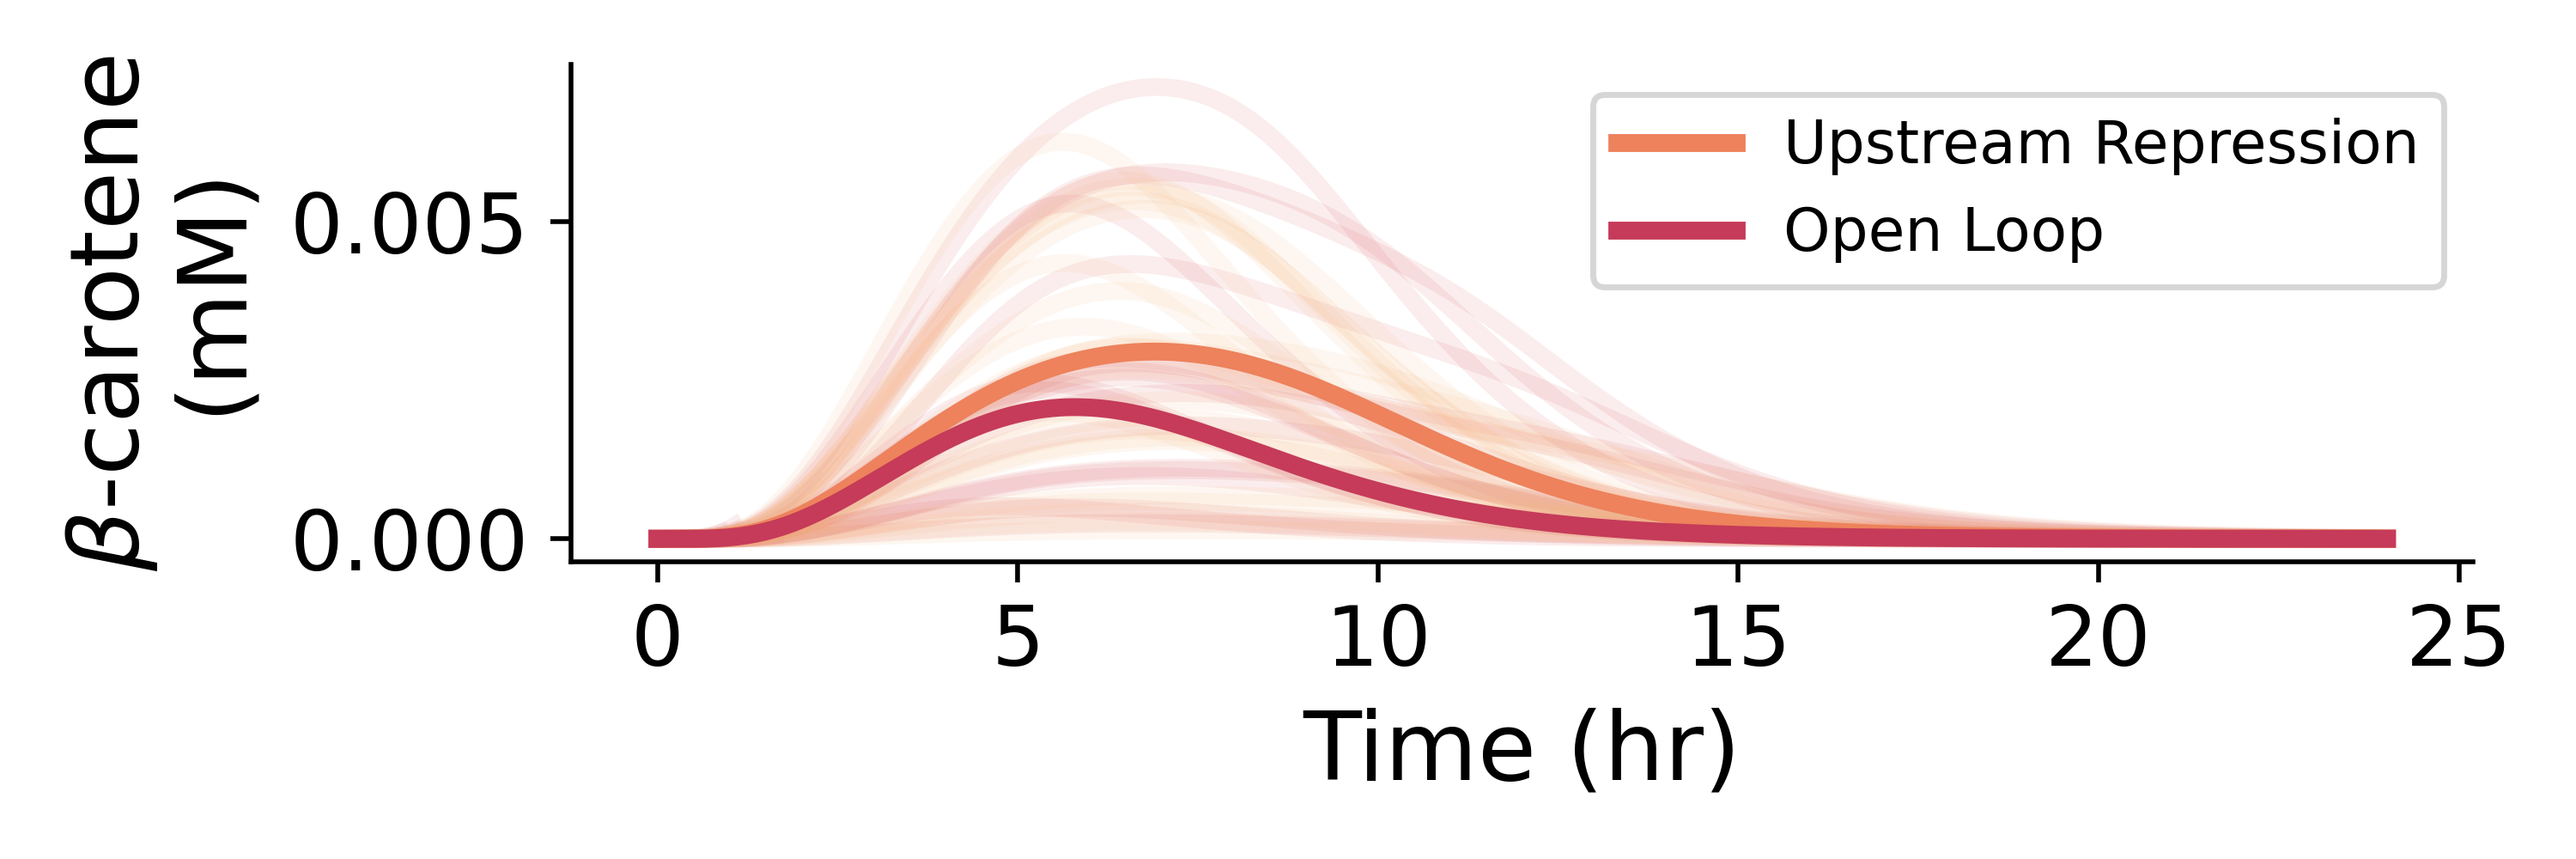 β-carotene
(mM)
0.005
0.000
Upstream Repression
Open Loop
0 5 10 15 20 25
Time (hr)